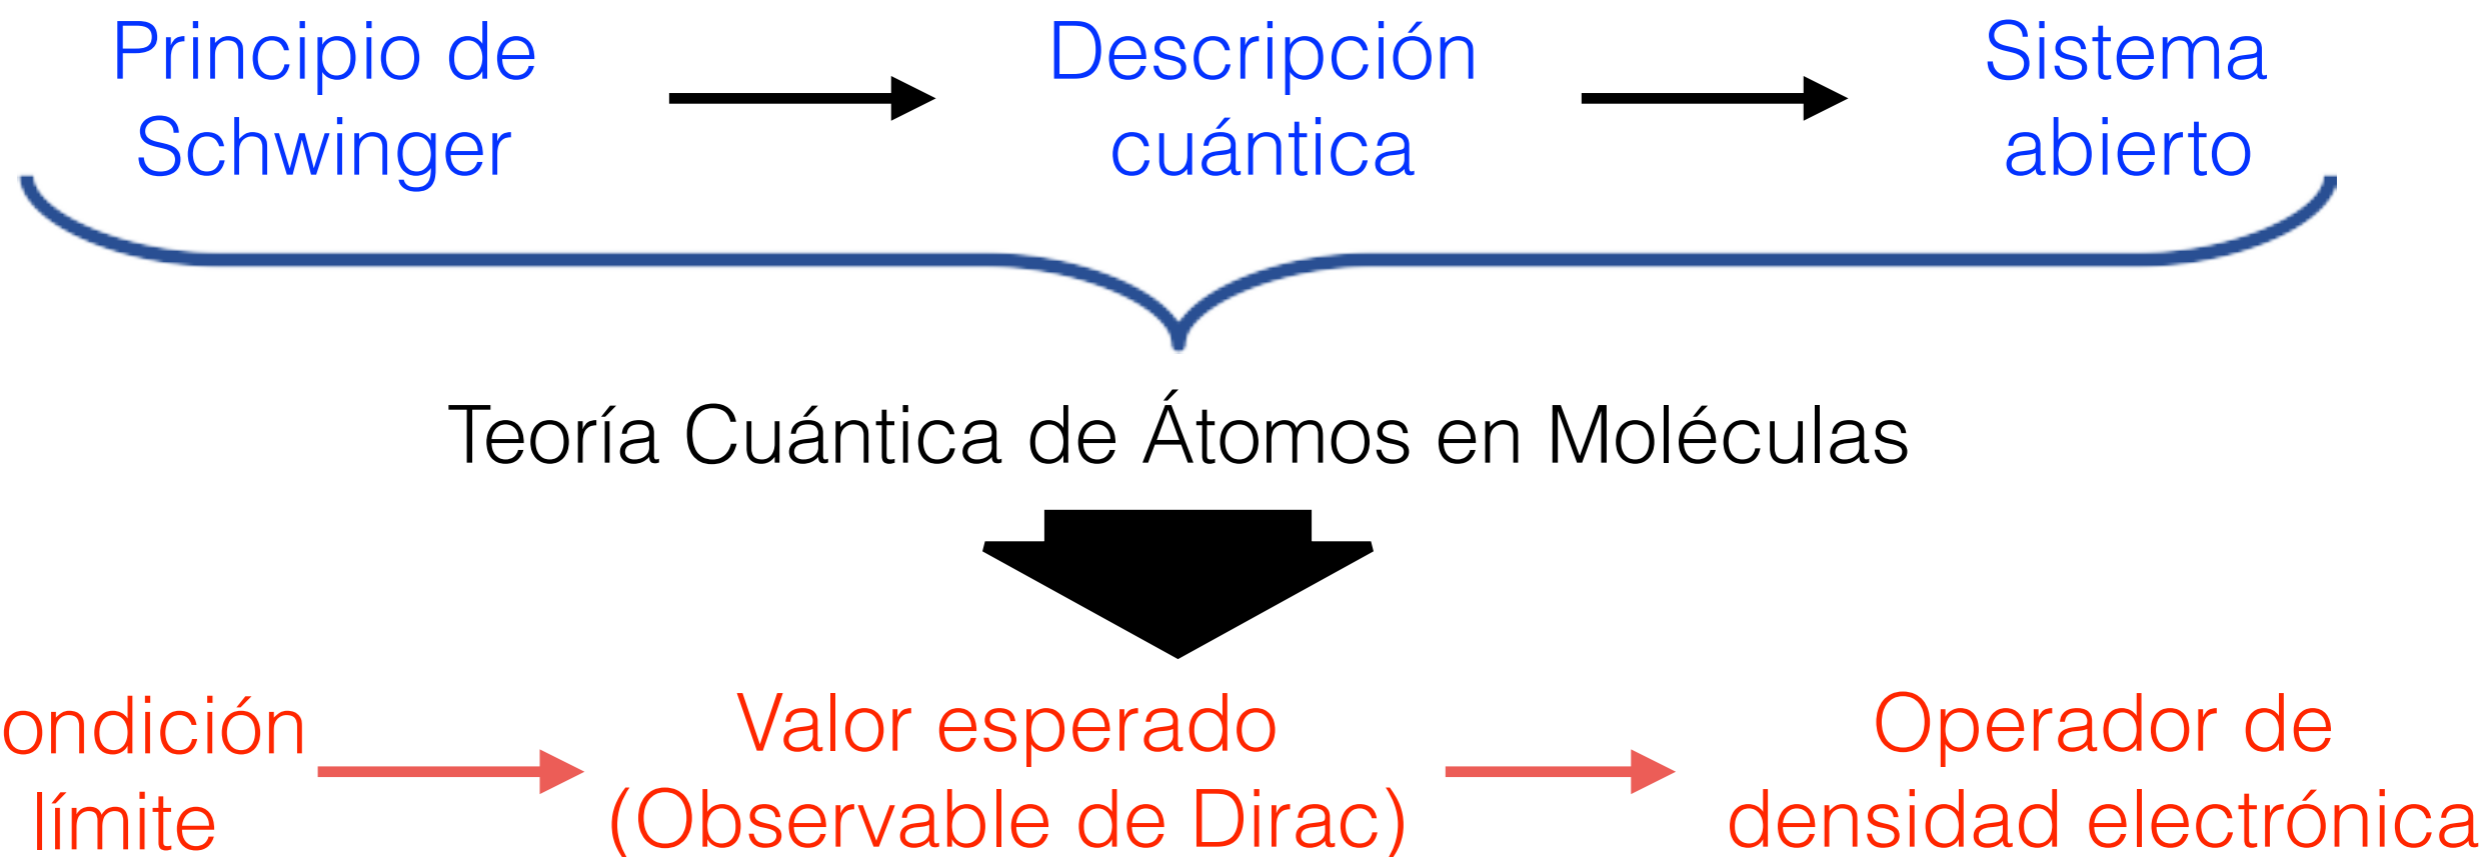 Principio de
Schwinger
Descripción
cuántica
Sistema
abierto
Teoría Cuántica de Átomos en Moléculas
ondición
límite
Valor esperado
(Observable de Dirac)
Operador de
densidad electrónica